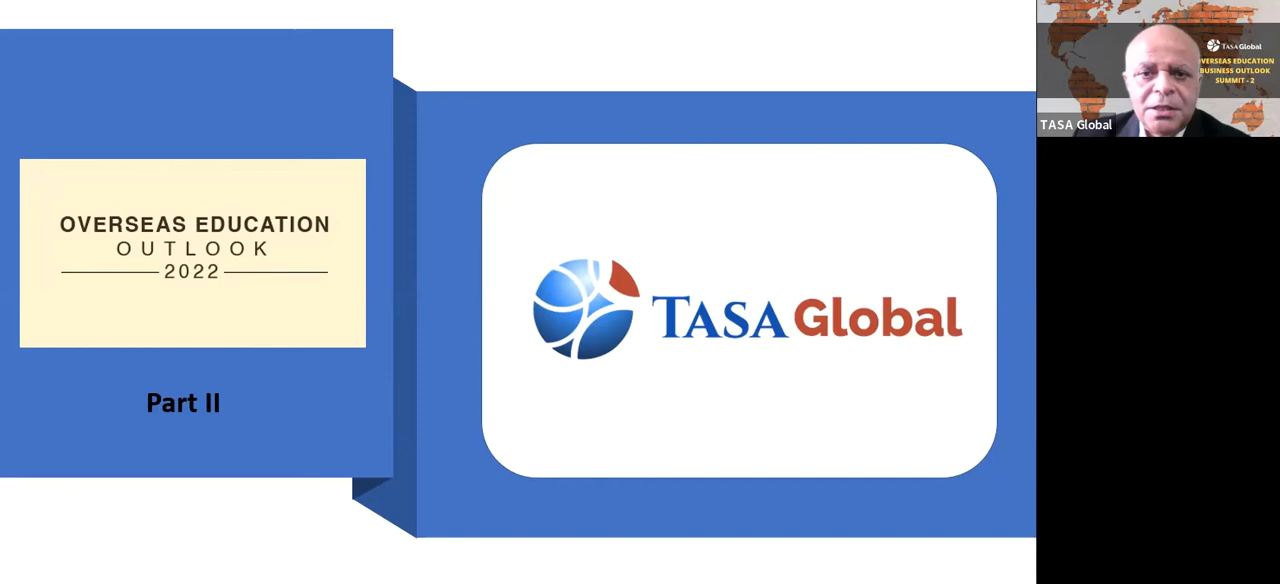 OVERSEAS EDUCATION
OUTLOOK
2022
Part II
TASA Global
TASA Global
OVERSEAS EDUCATION
BUSINESS OUTLOOK
SUMMIT - 2
TASA Global